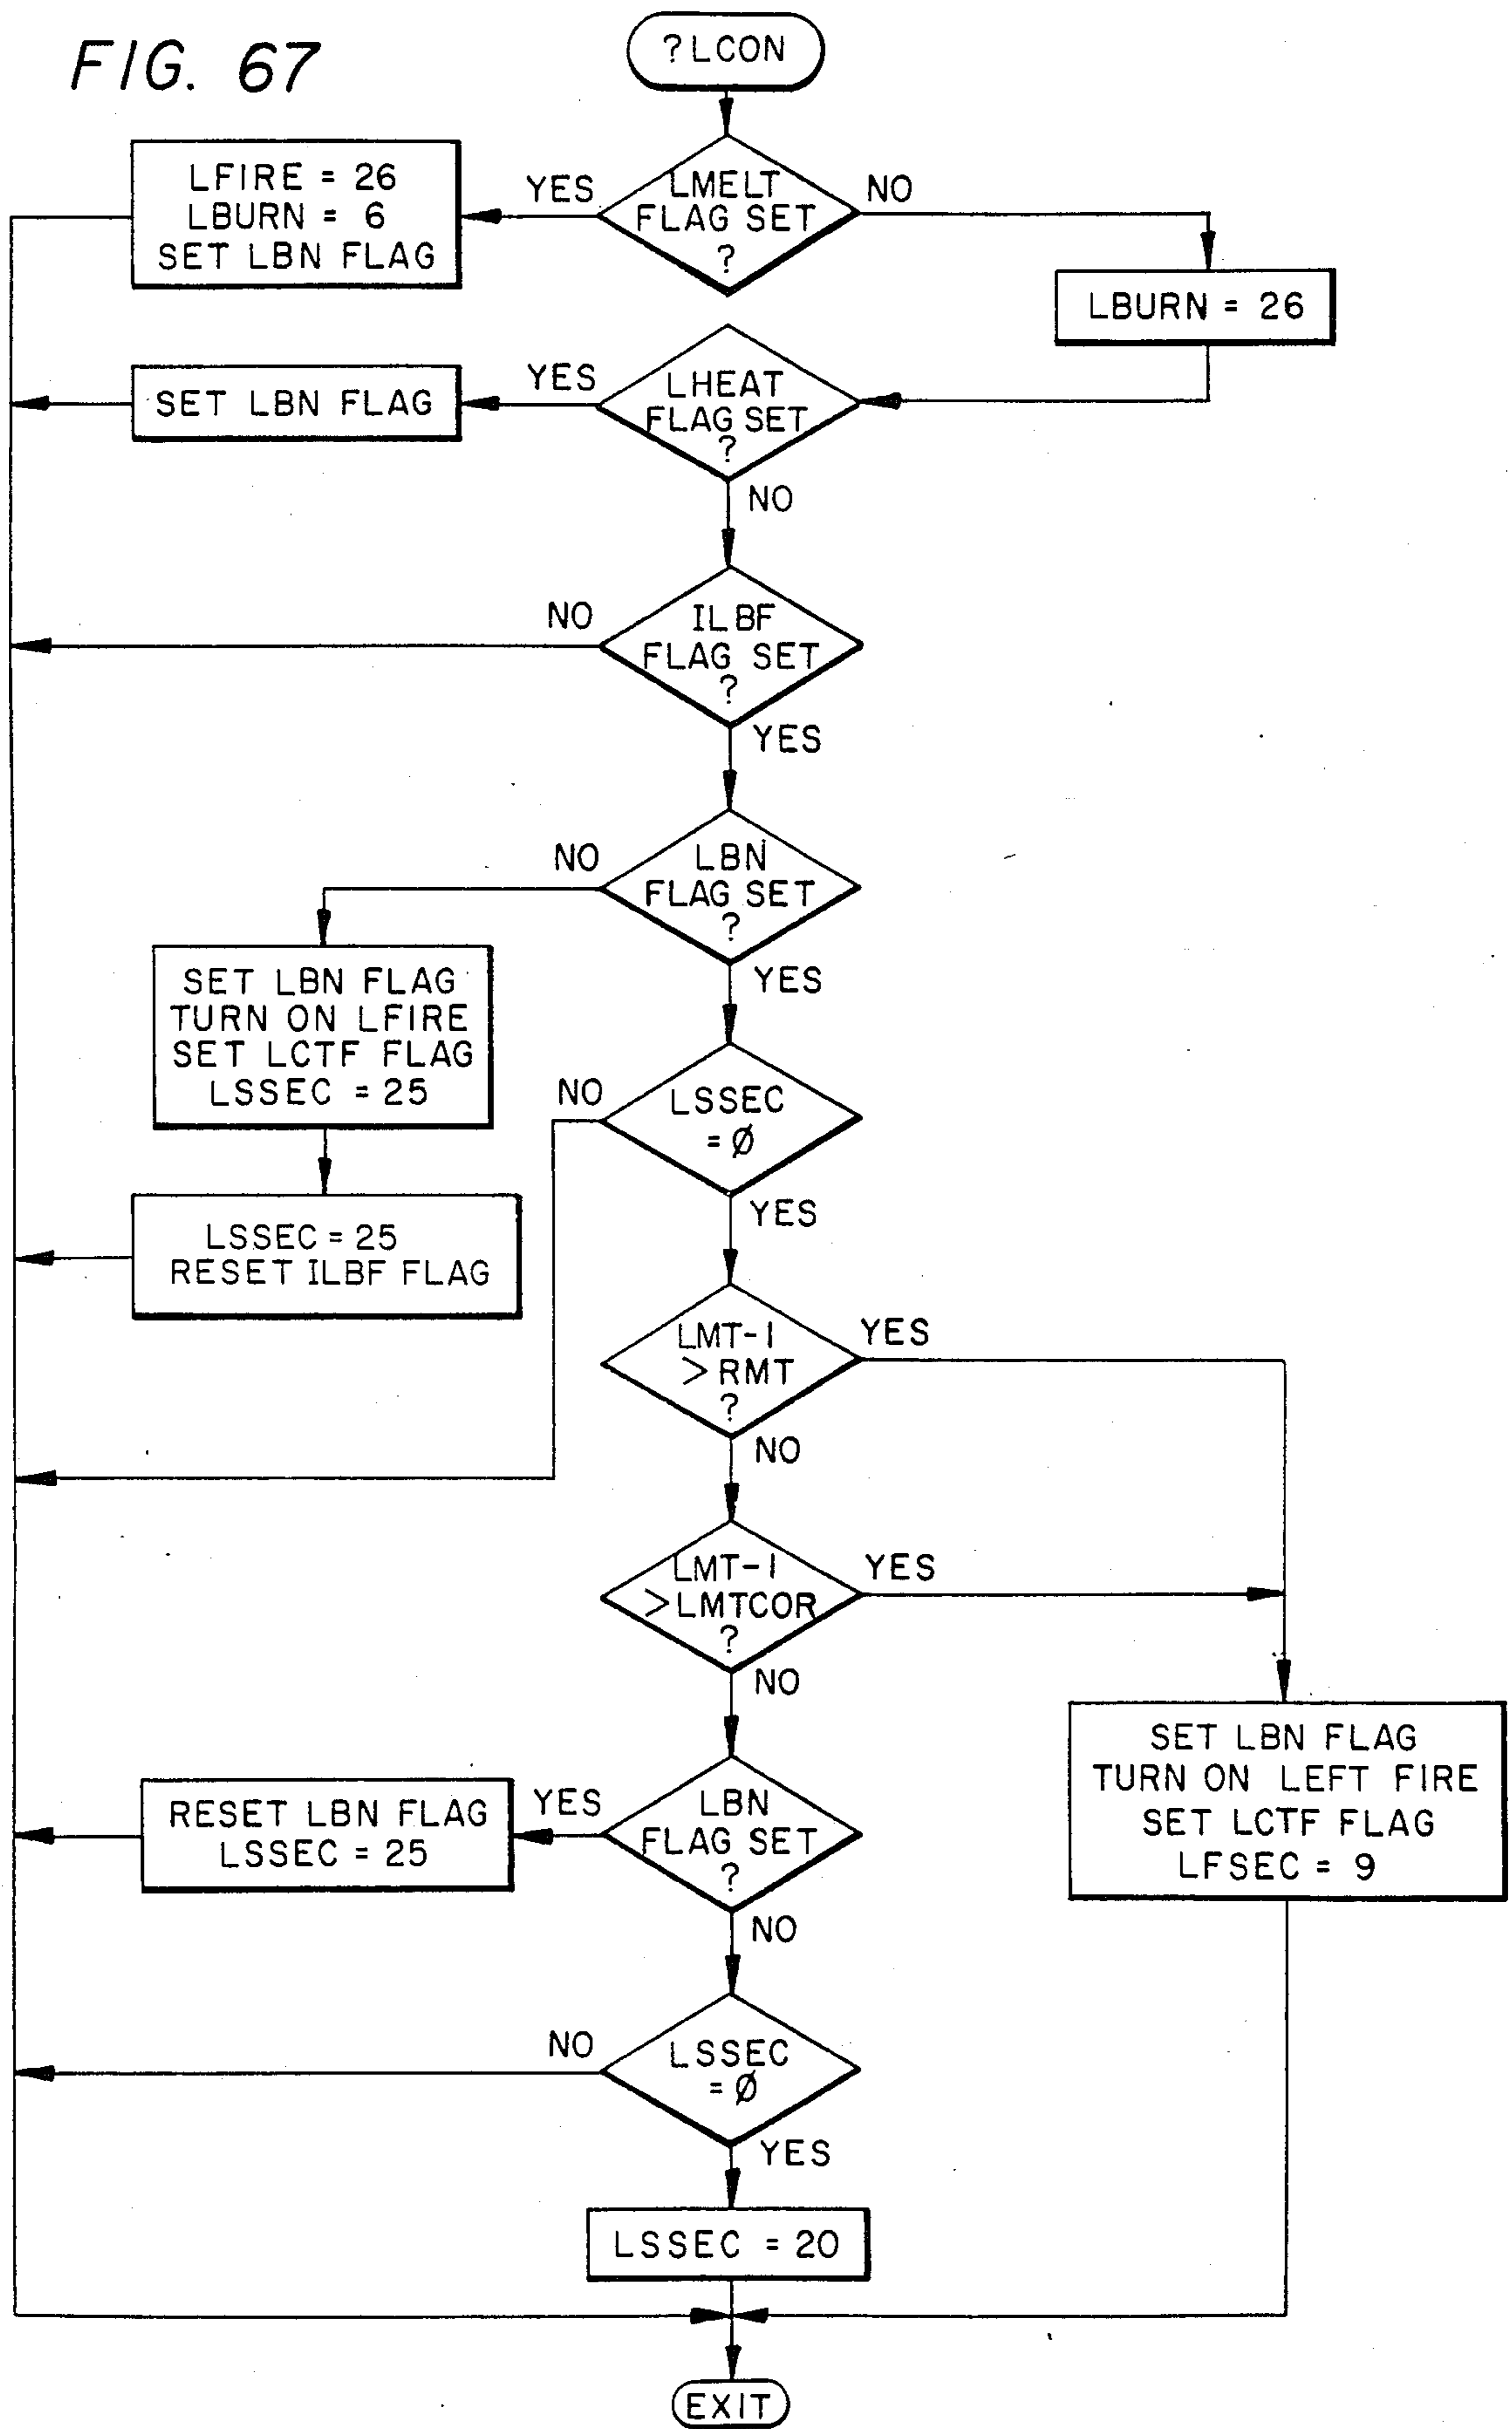 FIG. 67
?LCON
LMELT
FLAG SET
?
YES
NO
LFIRE = 26
LBURN = 6
SET LBN FLAG
LBURN = 26
LHEAT
FLAG SET
?
YES
SET LBN FLAG
NO
ILBF
FLAG SET
?
NO
YES
LBN
FLAG SET
?
NO
SET LBN FLAG
TURN ON LFIRE
SET LCTF FLAG
LSSEC = 25
LSSEC = 25
RESET ILBF FLAG
YES
LSSEC
= Ø
NO
YES
LMT-1
> RMT
?
YES
NO
LMT-1
> LMTCOR
?
YES
NO
SET LBN FLAG
TURN ON LEFT FIRE
SET LCTF FLAG
LFSEC = 9
LBN
FLAG SET
?
YES
RESET LBN FLAG
LSSEC = 25
NO
LSSEC
= Ø
NO
YES
LSSEC = 20
EXIT